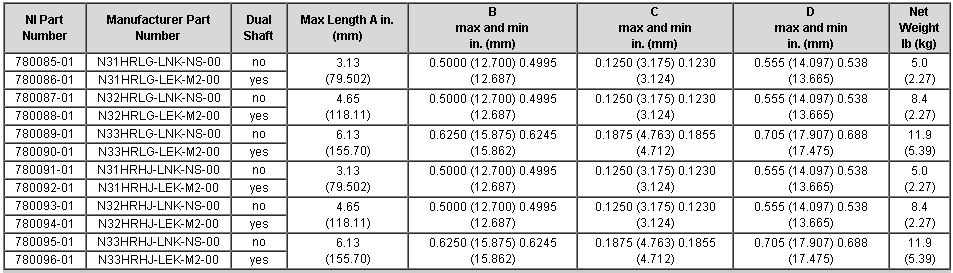 NI Part Number Manufacturer Part Number Dual Shaft Max Length A in. (mm) B max and min in. (mm) C max and min in. (mm) D max and min in. (mm) Net Weight lb (kg)
780085-01 N31HRLG-LNK-NS-00 no 3.13 0.5000 (12.700) 0.4995 0.1250 (3.175) 0.1230 0.555 (14.097) 0.538 5.0
780086-01 N31HRLG-LEK-M2-00 yes (79.502) (12.687) (3.124) (13.665) (2.27)
780087-01 N32HRLG-LNK-NS-00 no 4.65 0.5000 (12.700) 0.4995 0.1250 (3.175) 0.1230 0.555 (14.097) 0.538 8.4
780088-01 N32HRLG-LEK-M2-00 yes (118.11) (12.687) (3.124) (13.665) (2.27)
780089-01 N33HRLG-LNK-NS-00 no 6.13 0.6250 (15.875) 0.6245 0.1875 (4.763) 0.1855 0.705 (17.907) 0.688 11.9
780090-01 N33HRLG-LEK-M2-00 yes (155.70) (15.862) (4.712) (17.475) (5.39)
780091-01 N31HRHJ-LNK-NS-00 no 3.13 0.5000 (12.700) 0.4995 0.1250 (3.175) 0.1230 0.555 (14.097) 0.538 5.0
780092-01 N31HRHJ-LEK-M2-00 yes (79.502) (12.687) (3.124) (13.665) (2.27)
780093-01 N32HRHJ-LNK-NS-00 no 4.65 0.5000 (12.700) 0.4995 0.1250 (3.175) 0.1230 0.555 (14.097) 0.538 8.4
780094-01 N32HRHJ-LEK-M2-00 yes (118.11) (12.687) (3.124) (13.665) (2.27)
780095-01 N33HRHJ-LNK-NS-00 no 6.13 0.6250 (15.875) 0.6245 0.1875 (4.763) 0.1855 0.705 (17.907) 0.688 11.9
780096-01 N33HRHJ-LEK-M2-00 yes (155.70) (15.862) (4.712) (17.475) (5.39)